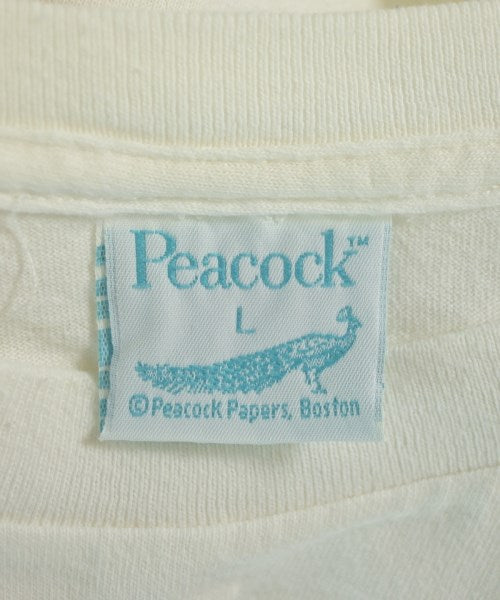 Peacock™
L
©Peacock Papers, Boston